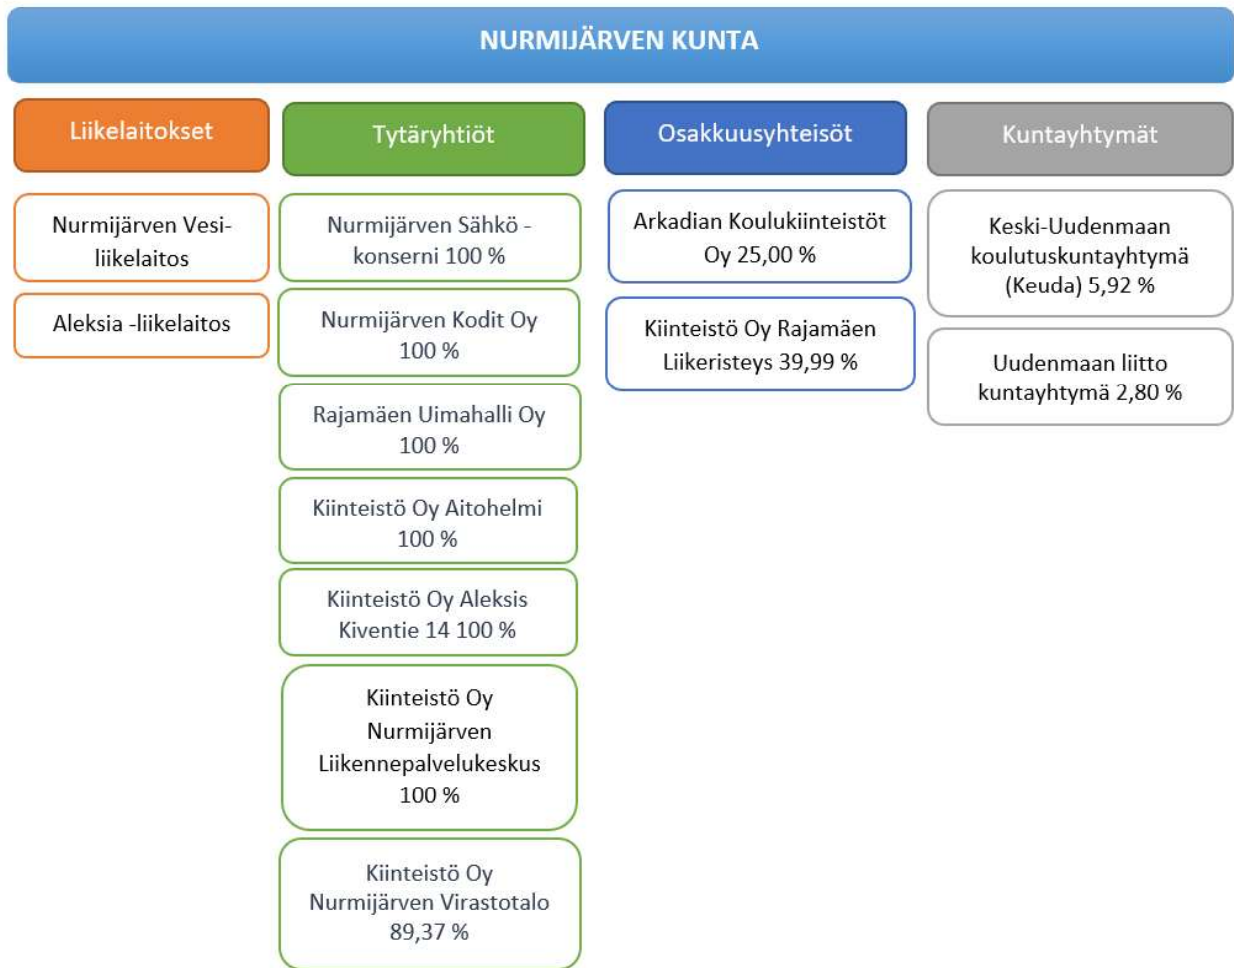 NURMIJÄRVEN KUNTA
Liikelaitokset
Nurmijärven Vesi-
liikelaitos
Aleksia -liikelaitos
Tytäryhtiöt
Nurmijärven Sähkö -
konserni 100 %
Nurmijärven Kodit Oy
100 %
Rajamäen Uimahalli Oy
100 %
Kiinteistö Oy Aitohelmi
100 %
Kiinteistö Oy Aleksis
Kiventie 14 100 %
Kiinteistö Oy
Nurmijärven
Liikennepalvelukeskus
100 %
Kiinteistö Oy
Nurmijärven Virastotalo
89,37 %
Osakkuusyhteisöt
Arkadian Koulukiinteistöt
Oy 25,00 %
Kiinteistö Oy Rajamäen
Liikeristeys 39,99 %
Kuntayhtymät
Keski-Uudenmaan
koulutuskuntayhtymä
(Keuda) 5,92 %
Uudenmaan liitto
kuntayhtymä 2,80 %